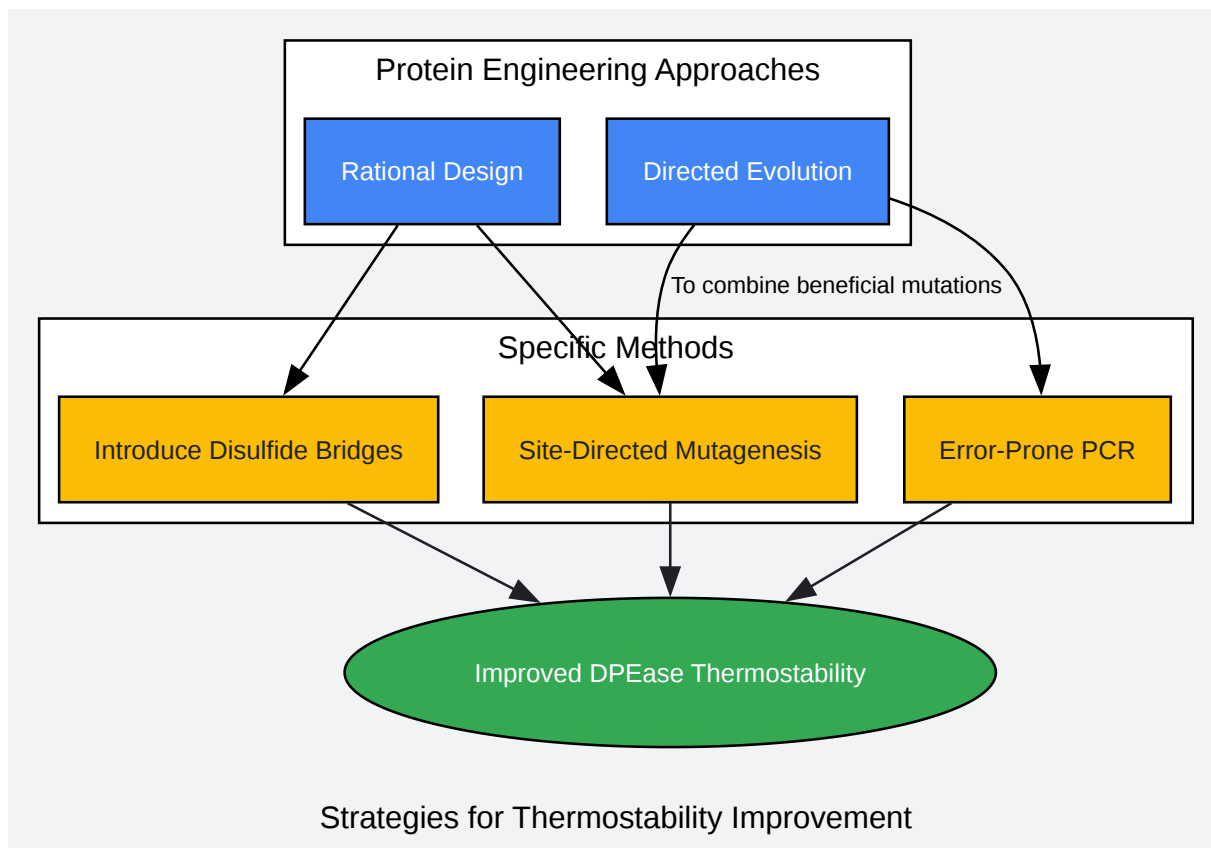 Protein Engineering Approaches
Rational Design
Directed Evolution
To combine beneficial mutations
Specific Methods
Introduce Disulfide Bridges
Site-Directed Mutagenesis
Error-Prone PCR
Improved DPEase Thermostability
Strategies for Thermostability Improvement